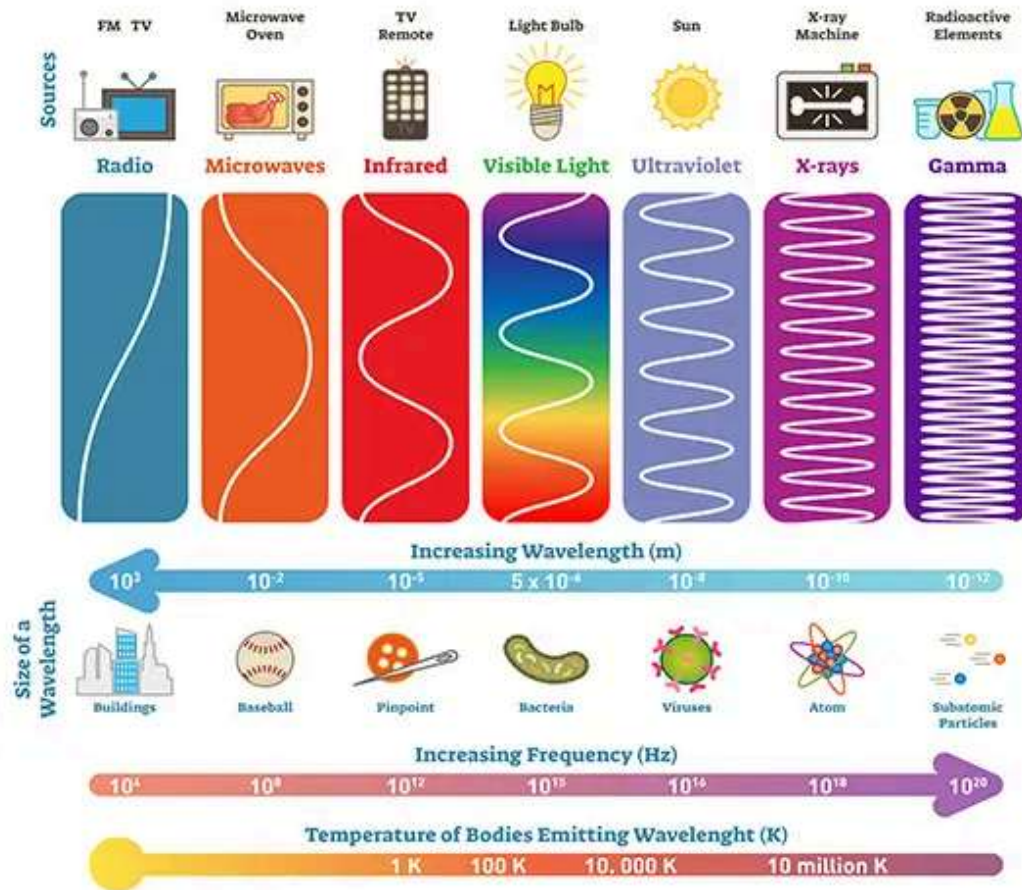 FM TV
Microwave
Oven
TV
Remote
Light Bulb
Sun
X-ray
Machine
Radioactive
Elements
Sources
TV
Radio
Microwaves
Infrared
Visible Light
Ultraviolet
X-rays
Gamma
Increasing Wavelength (m)
10³ 10⁻² 10⁻⁵ 5 x 10⁻⁶ 10⁻⁸ 10⁻¹⁰ 10⁻¹²
Size of a
Wavelength
Buildings
Baseball
Pinpoint
Bacteria
Viruses
Atom
Subatomic
Particles
Increasing Frequency (Hz)
10⁴ 10⁸ 10¹² 10¹⁵ 10¹⁶ 10¹⁸ 10²⁰
Temperature of Bodies Emitting Wavelenght (K)
1 K 100 K 10.000 K 10 million K